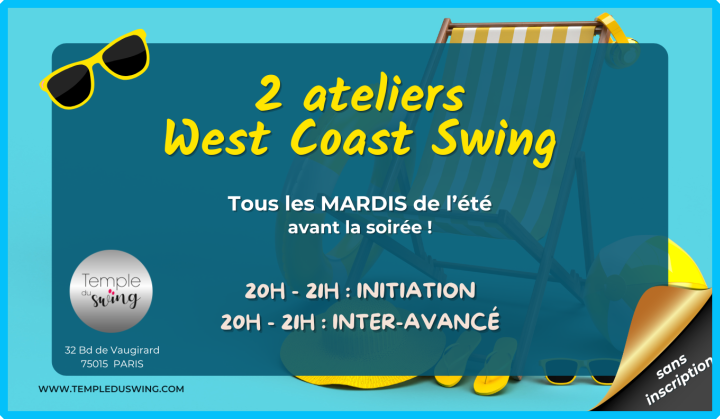 2 ateliers
West Coast Swing
Tous les MARDIS de l'été
avant la soirée !
Temple
du
swing
20H - 21H : INITIATION
20H - 21H : INTER-AVANCÉ
32 Bd de Vaugirard
75015 PARIS
WWW.TEMPLEDUSWING.COM
sans
inscription